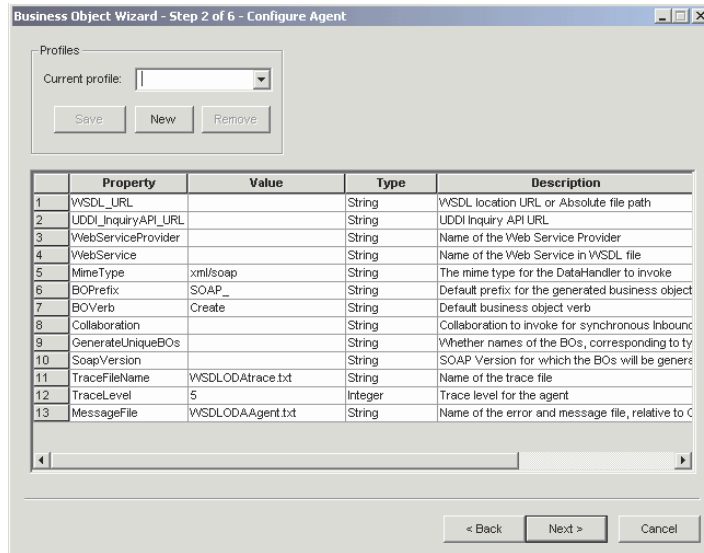 Business Object Wizard - Step 2 of 6 - Configure Agent
Profiles
Current profile:
Save New Remove
Property Value Type Description
1 WSDL_URL String WSDL location URL or Absolute file path
2 UDDI_InquiryAPI_URL String UDDI Inquiry API URL
3 WebServiceProvider String Name of the Web Service Provider
4 WebService String Name of the Web Service in WSDL file
5 MimeType xml/soap String The mime type for the DataHandler to invoke
6 BOPrefix SOAP_ String Default prefix for the generated business object
7 BOVerb Create String Default business object verb
8 Collaboration String Collaboration to invoke for synchronous Inbound
9 GenerateUniqueBOs String Whether names of the BOs, corresponding to ty
10 SoapVersion String SOAP Version for which the BOs will be genera
11 TraceFileName WSDLODAtrace.txt String Name of the trace file
12 TraceLevel 5 Integer Trace level for the agent
13 MessageFile WSDLODAAgent.txt String Name of the error and message file, relative to C
< Back Next > Cancel